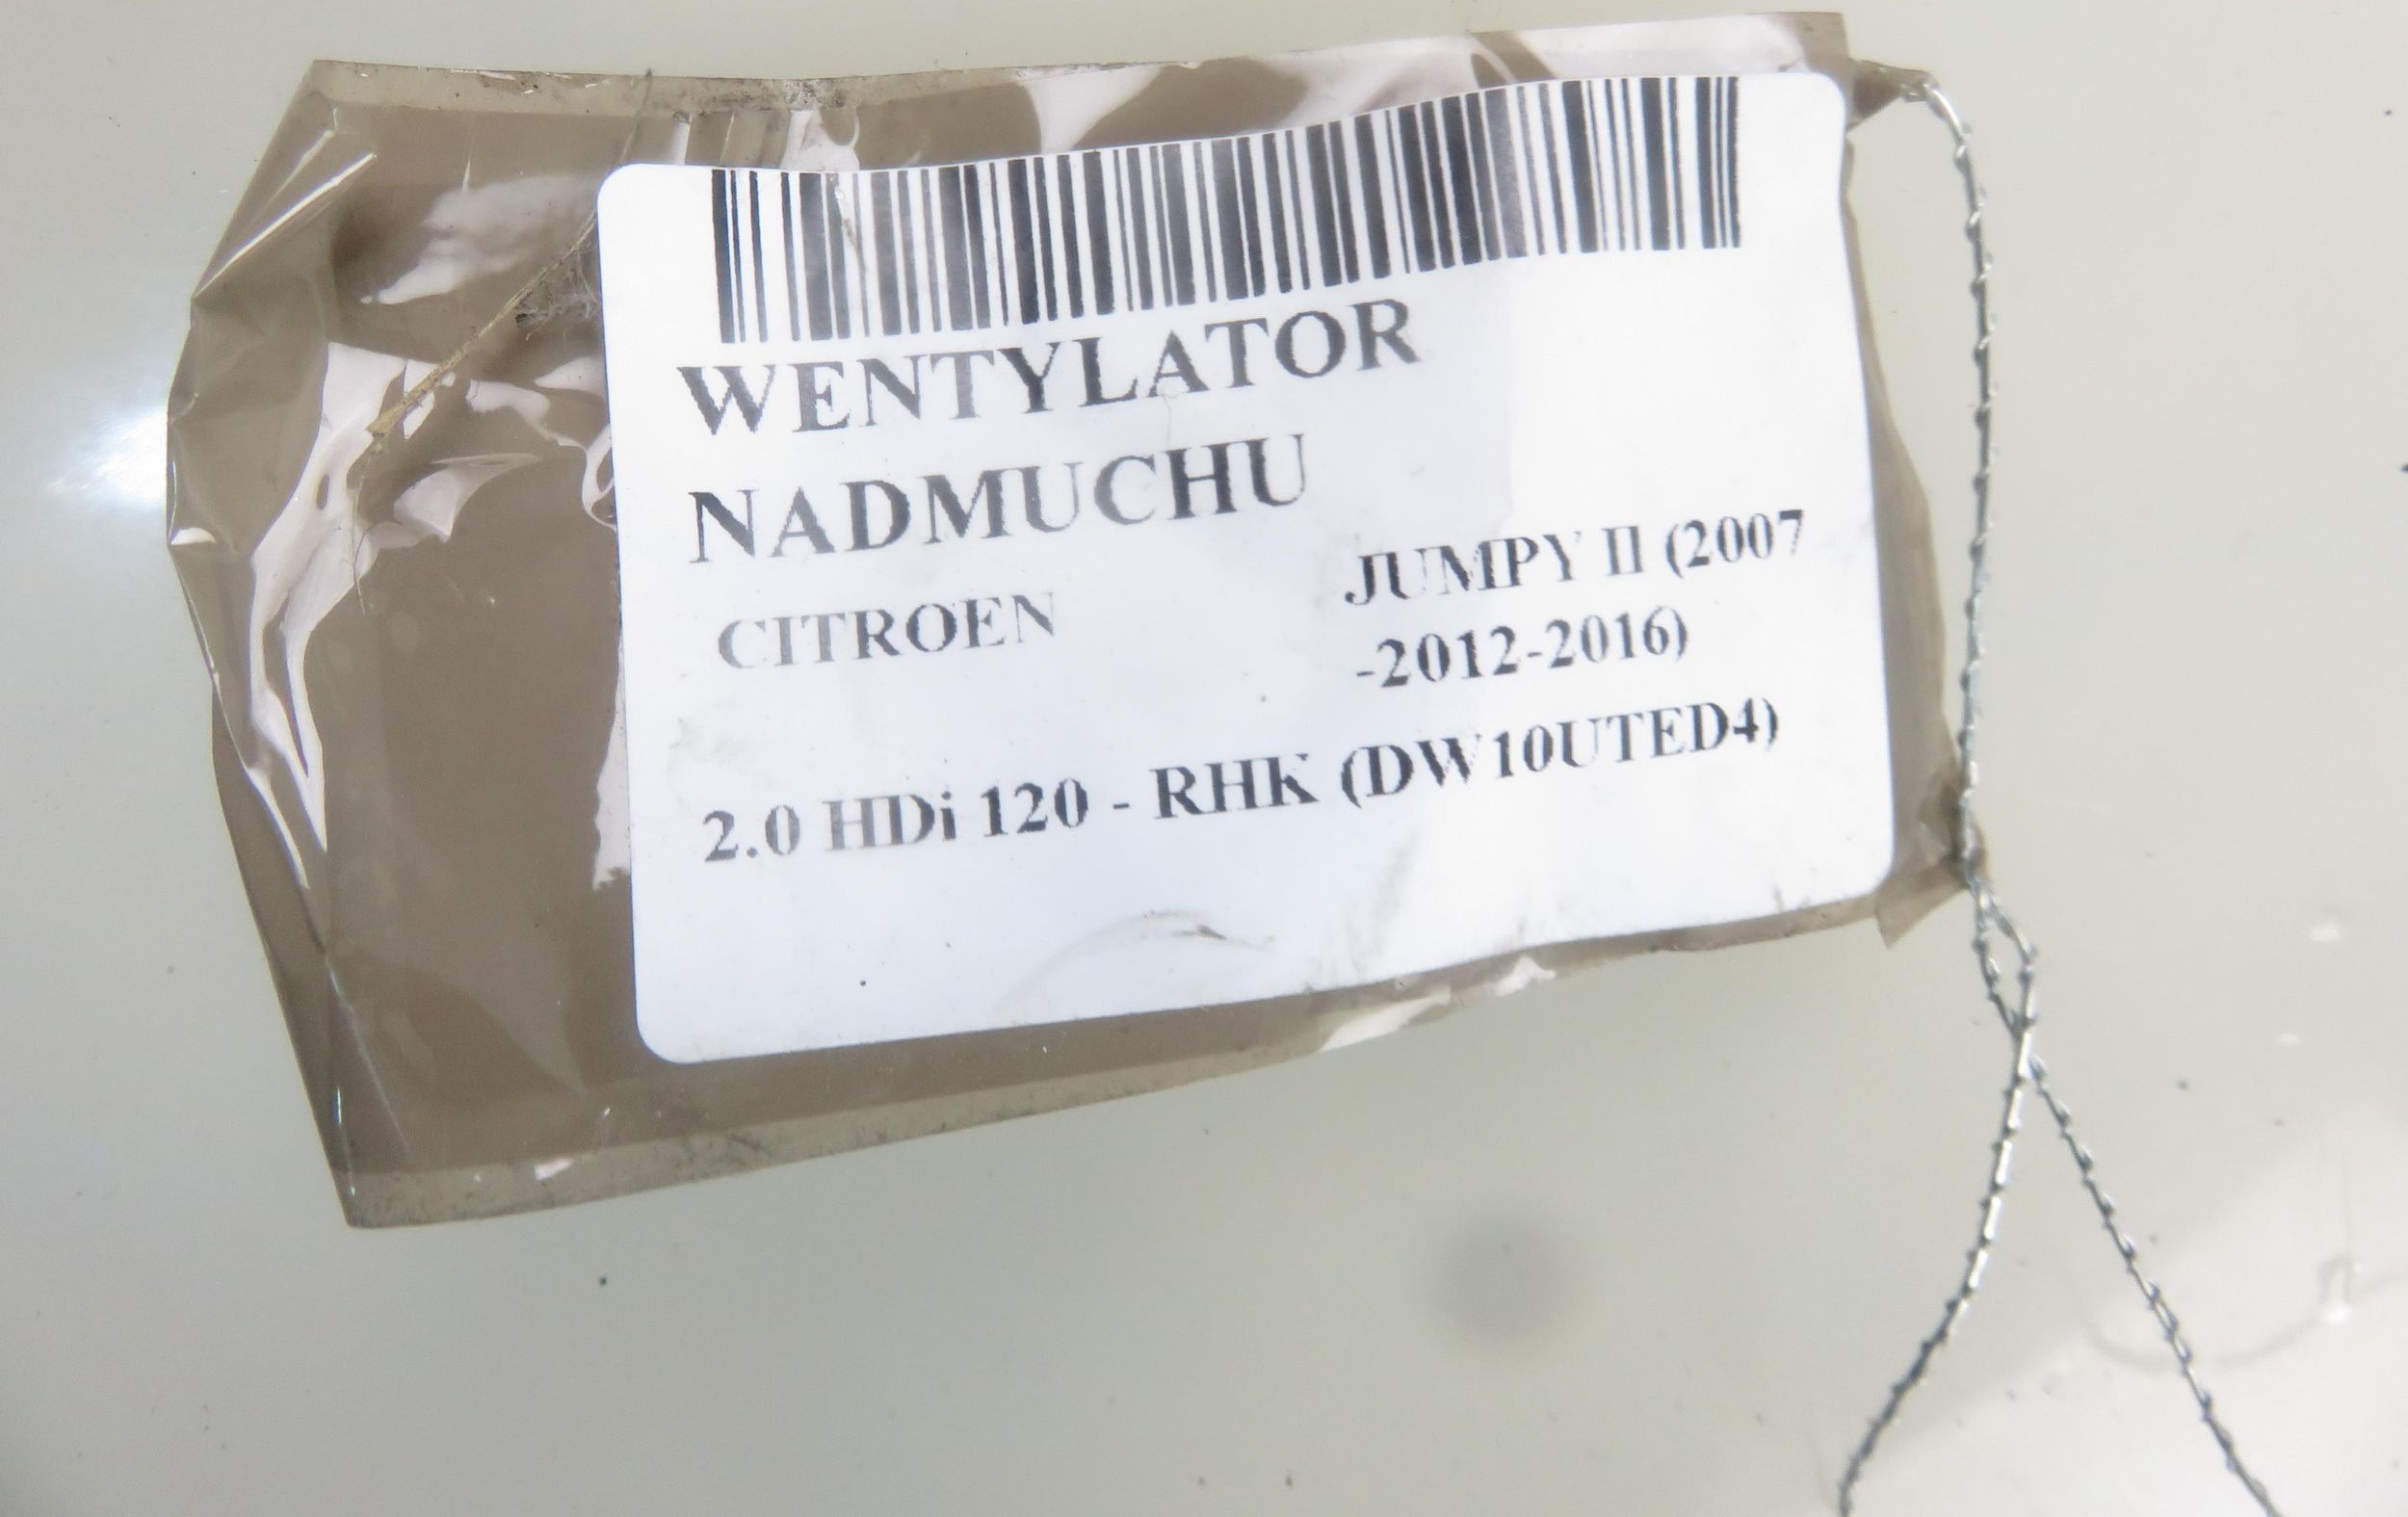 WENTYLATOR
NADMUCHU
CITROEN
JUMPY II (2007
-2012-2016)
2.0 HDi 120 - RHK (DW10UTED4)